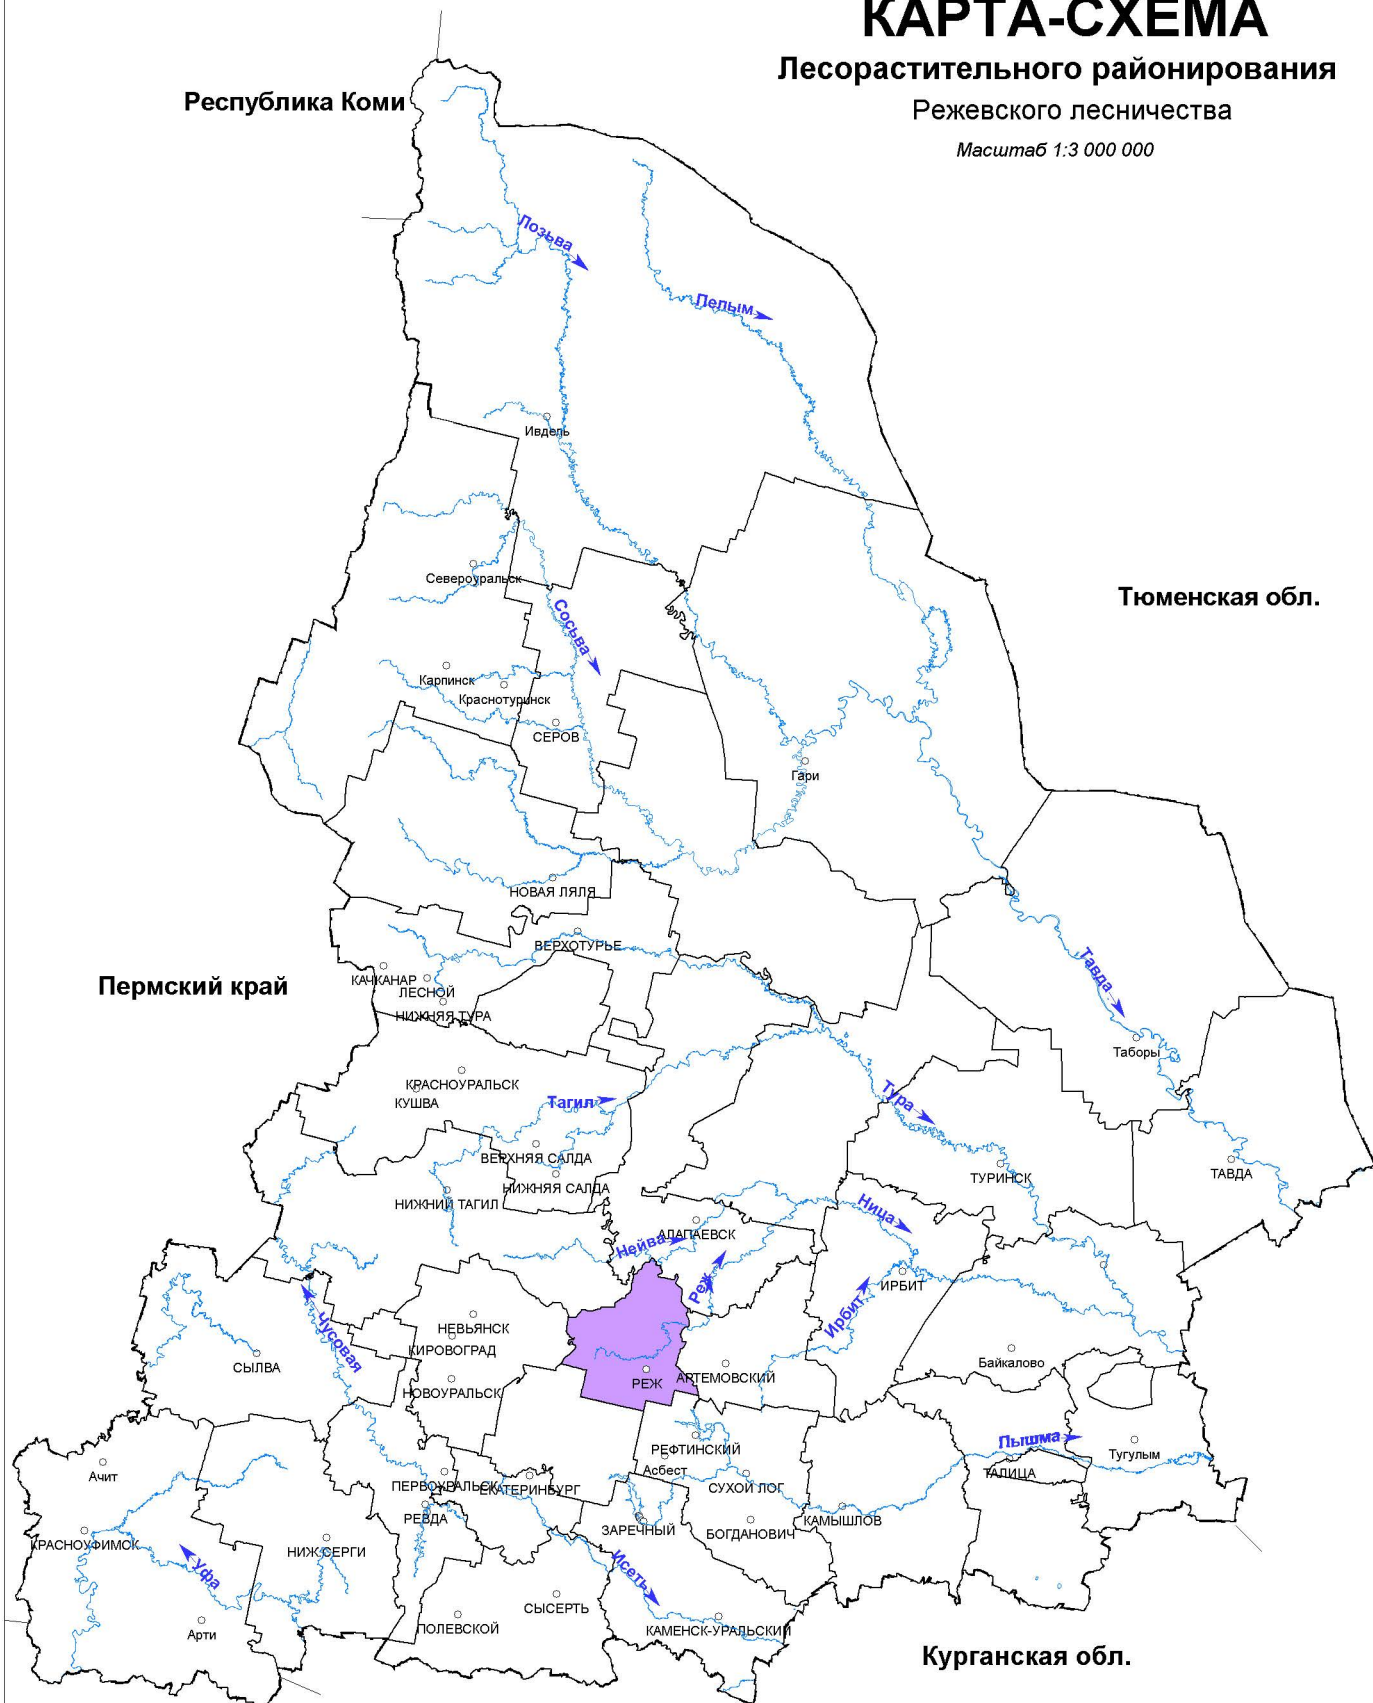 КАРТА-СХЕМА
Лесорастительного районирования
Режевского лесничества
Масштаб 1:3 000 000
Республика Коми
Лозьва
Пелым
Ивдель
Североуральск
Тюменская обл.
Сосьва
Карпинск
Краснотуринск
СЕРОВ
Гари
НОВАЯ ЛЯЛЯ
ВЕРХОТУРЬЕ
Пермский край
КАЧКАНАР
ЛЕСНОЙ
НИЖНЯЯ ТУРА
Тавда
Таборы
КРАСНОУРАЛЬСК
КУШВА
Тагил
Тура
ВЕРХНЯЯ САЛДА
НИЖНЯЯ САЛДА
НИЖНИЙ ТАГИЛ
ТУРИНСК
ТАВДА
Ница
АЛАПАЕВСК
Нейва
Реж
ИРБИТ
Ирбит
НЕВЬЯНСК
КИРОВОГРАД
Чусовая
СЫЛВА
НОВОУРАЛЬСК
РЕЖ
АРТЕМОВСКИЙ
Байкалово
РЕФТИНСКИЙ
Асбест
Пышма
Тугулым
ТАЛИЦА
Ачит
ПЕРВОУРАЛЬСК
ЕКАТЕРИНБУРГ
СУХОЙ ЛОГ
РЕВДА
ЗАРЕЧНЫЙ
БОГДАНОВИЧ
КАМЫШЛОВ
КРАСНОУФИМСК
НИЖ.СЕРГИ
Уфа
Исеть
Арти
ПОЛЕВСКОЙ
СЫСЕРТЬ
КАМЕНСК-УРАЛЬСКИЙ
Курганская обл.